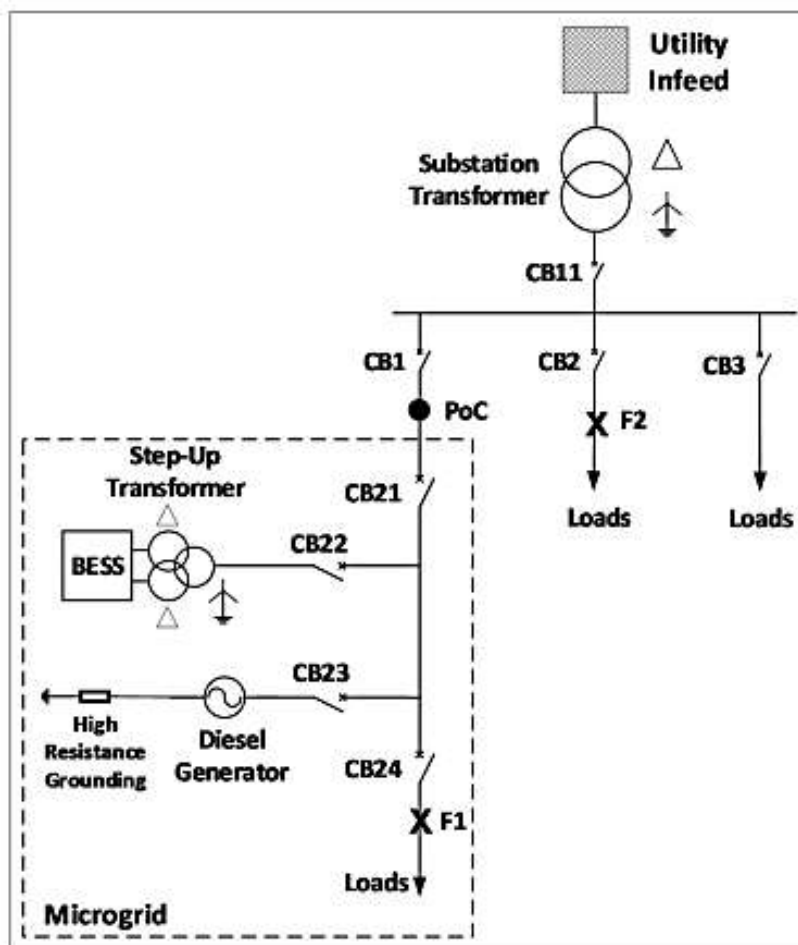 Utility
Infeed
Substation
Transformer
CB11
CB1
CB2
CB3
PoC
F2
Step-Up
Transformer
CB21
Loads
Loads
CB22
BESS
CB23
High
Resistance
Grounding
Diesel
Generator
CB24
F1
Loads
Microgrid